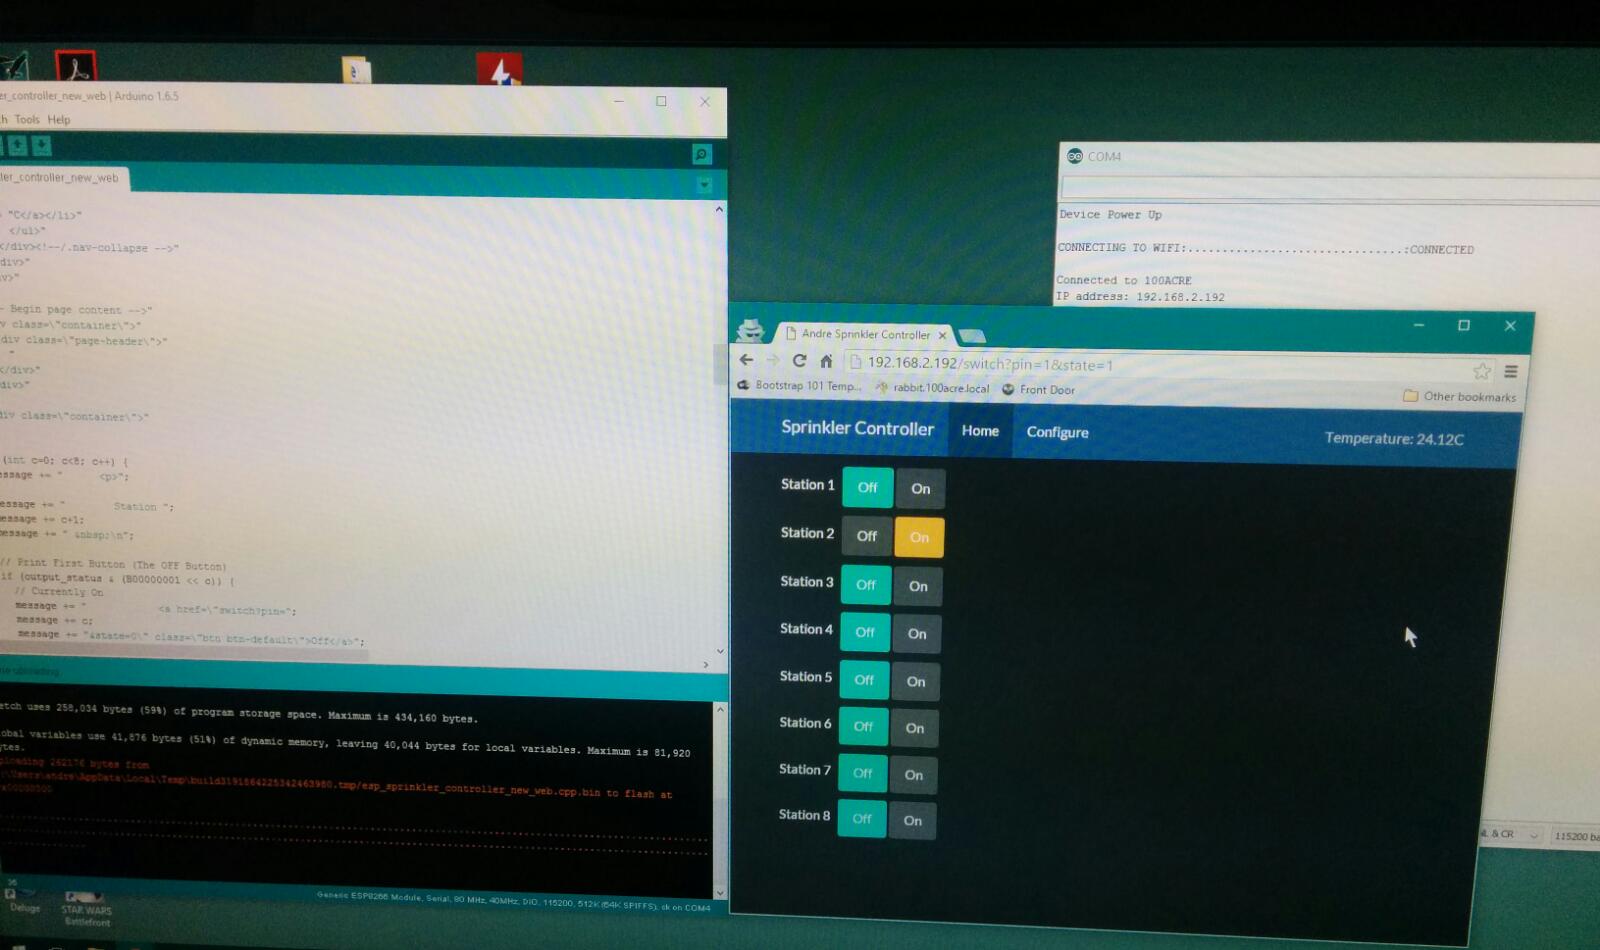 er_controller_new_web | Arduino 1.6.5
h Tools Help
ler_controller_new_web
"C</a></li>"
</ul>"
</div><!--/.nav-collapse -->"
div>"
v>"
- Begin page content -->"
v class=\"container\">"
div class=\"page-header\">"
"
</div>"
div>"
iv class=\"container\">"
(int c=0; c<8; c++) {
essage += " <p>";
essage += " Station ";
message += c+1;
message += " &nbsp;\n";
// Print First Button (The OFF Button)
if (output_status & (B00000001 << c)) {
// Currently On
message += " <a href=\"switch?pin=";
message += c;
message += "&state=0\" class=\"btn btn-default\">Off</a>";
ne uploading
etch uses 258,034 bytes (59%) of program storage space. Maximum is 434,160 bytes.
obal variables use 41,876 bytes (51%) of dynamic memory, leaving 40,044 bytes for local variables. Maximum is 81,920
ytes.
ploading 262176 bytes from
:\Users\andre\AppData\Local\Temp\build3191864225342463980.tmp/esp_sprinkler_controller_new_web.cpp.bin to flash at
x00000000
Generic ESP8266 Module, Serial, 80 MHz, 40MHz, DIO, 115200, 512K (64K SPIFFS), ck on COM4
Deluge
STAR WARS
Battlefront
COM4
Device Power Up
CONNECTING TO WIFI:...............................:CONNECTED
Connected to 100ACRE
IP address: 192.168.2.192
Andre Sprinkler Controller
192.168.2.192/switch?pin=1&state=1
Bootstrap 101 Temp... rabbit.100acre.local Front Door Other bookmarks
Sprinkler Controller Home Configure Temperature: 24.12C
Station 1 Off On
Station 2 Off On
Station 3 Off On
Station 4 Off On
Station 5 Off On
Station 6 Off On
Station 7 Off On
Station 8 Off On
NL & CR 115200 ba